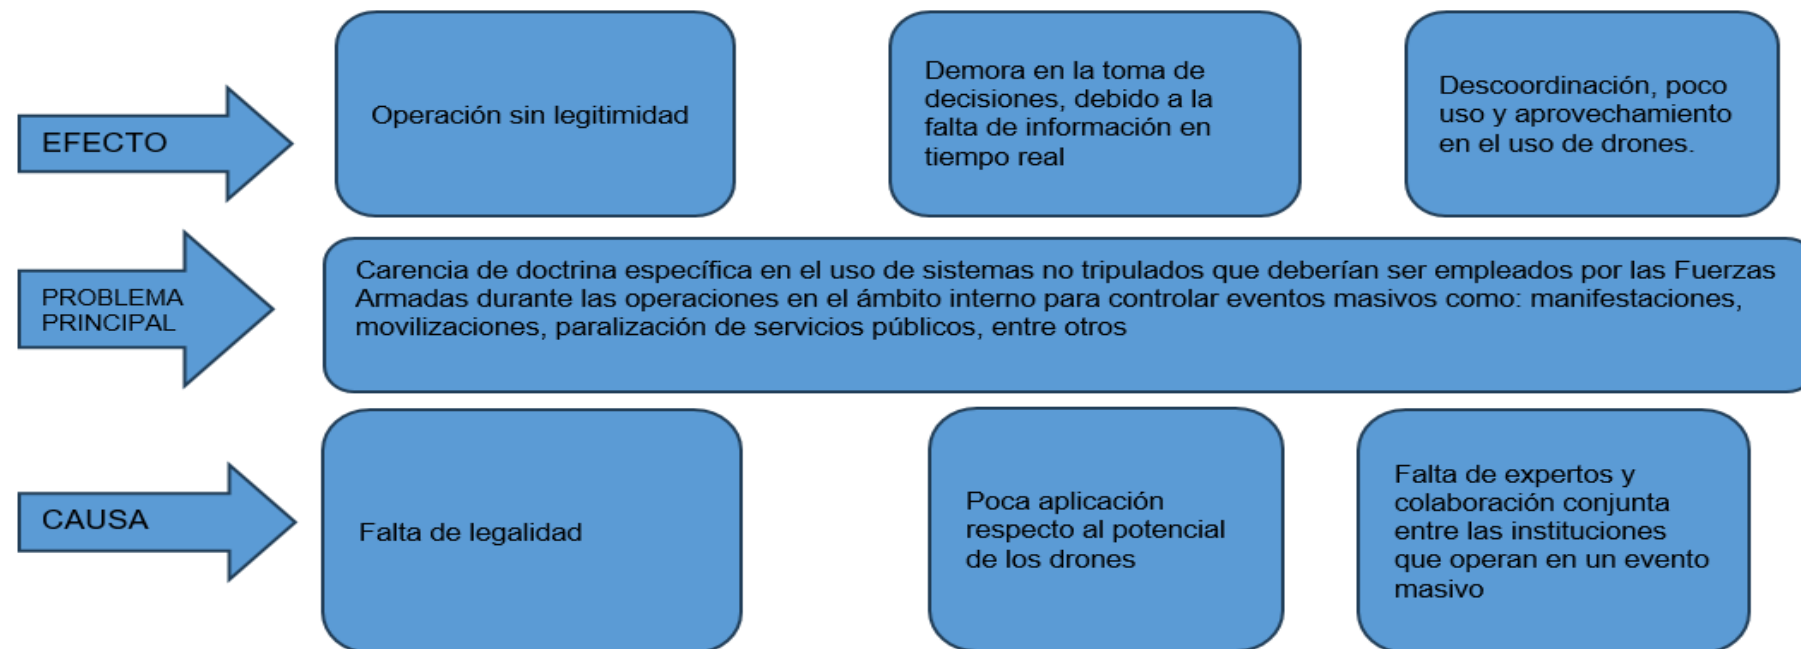 EFECTO
Operación sin legitimidad
Demora en la toma de
decisiones, debido a la
falta de información en
tiempo real
Descoordinación, poco
uso y aprovechamiento
en el uso de drones.
PROBLEMA
PRINCIPAL
Carencia de doctrina específica en el uso de sistemas no tripulados que deberían ser empleados por las Fuerzas
Armadas durante las operaciones en el ámbito interno para controlar eventos masivos como: manifestaciones,
movilizaciones, paralización de servicios públicos, entre otros
CAUSA
Falta de legalidad
Poca aplicación
respecto al potencial
de los drones
Falta de expertos y
colaboración conjunta
entre las instituciones
que operan en un evento
masivo